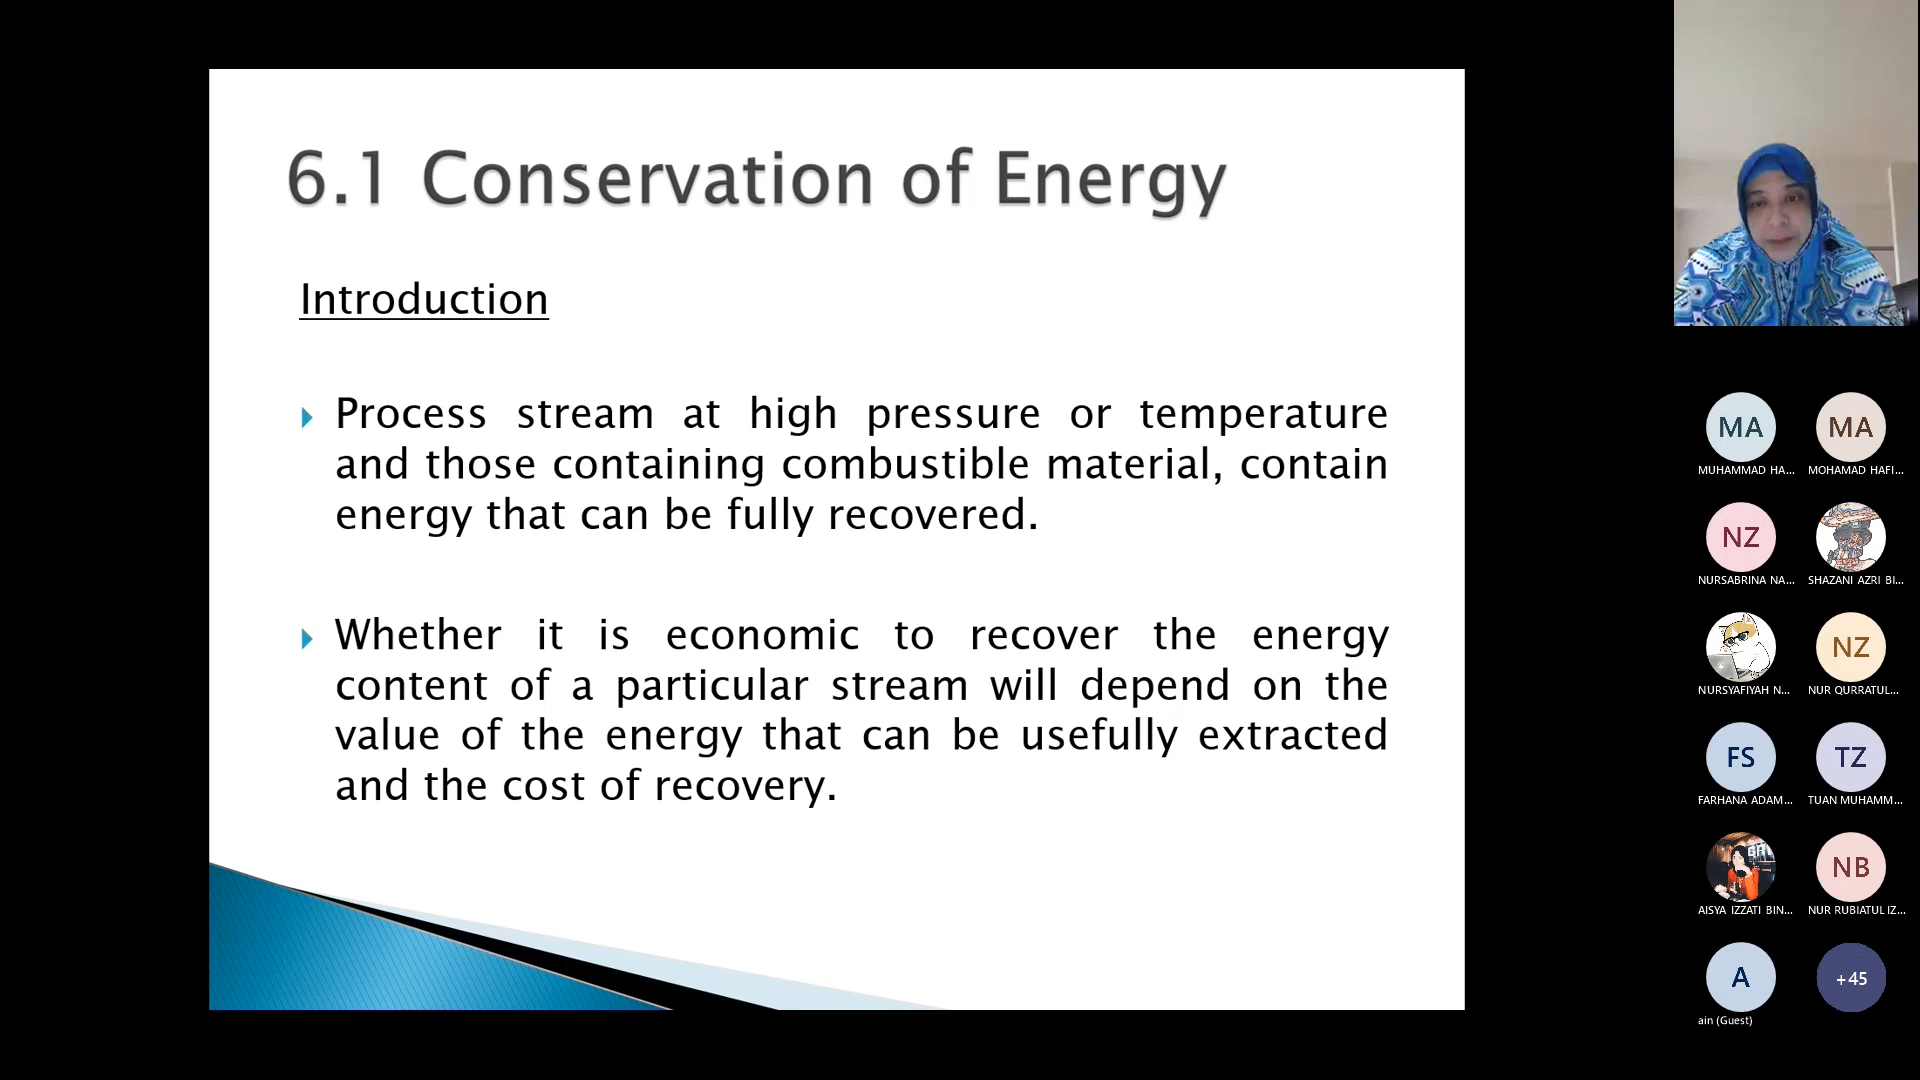 6.1 Conservation of Energy
Introduction
Process stream at high pressure or temperature
and those containing combustible material, contain
energy that can be fully recovered.
Whether it is economic to recover the energy
content of a particular stream will depend on the
value of the energy that can be usefully extracted
and the cost of recovery.
MA MA
MUHAMMAD HA... MOHAMAD HAFI...
NZ
NURSABRINA NA... SHAZANI AZRI BI...
NZ
NURSYAFIYAH N... NUR QURRATUL...
FS TZ
FARHANA ADAM... TUAN MUHAMM...
NB
AISYA IZZATI BIN... NUR RUBIATUL IZ...
A +45
ain (Guest)